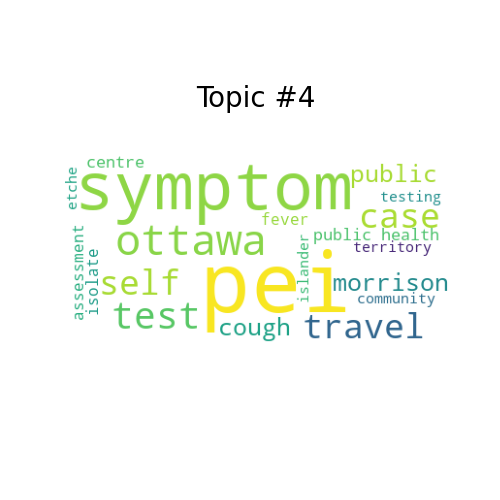 Topic #4
centre
etche
symptom
public
testing
fever
case
ottawa
public health
territory
assessment
isolate
self
pei
islander
morrison
community
test
cough
travel